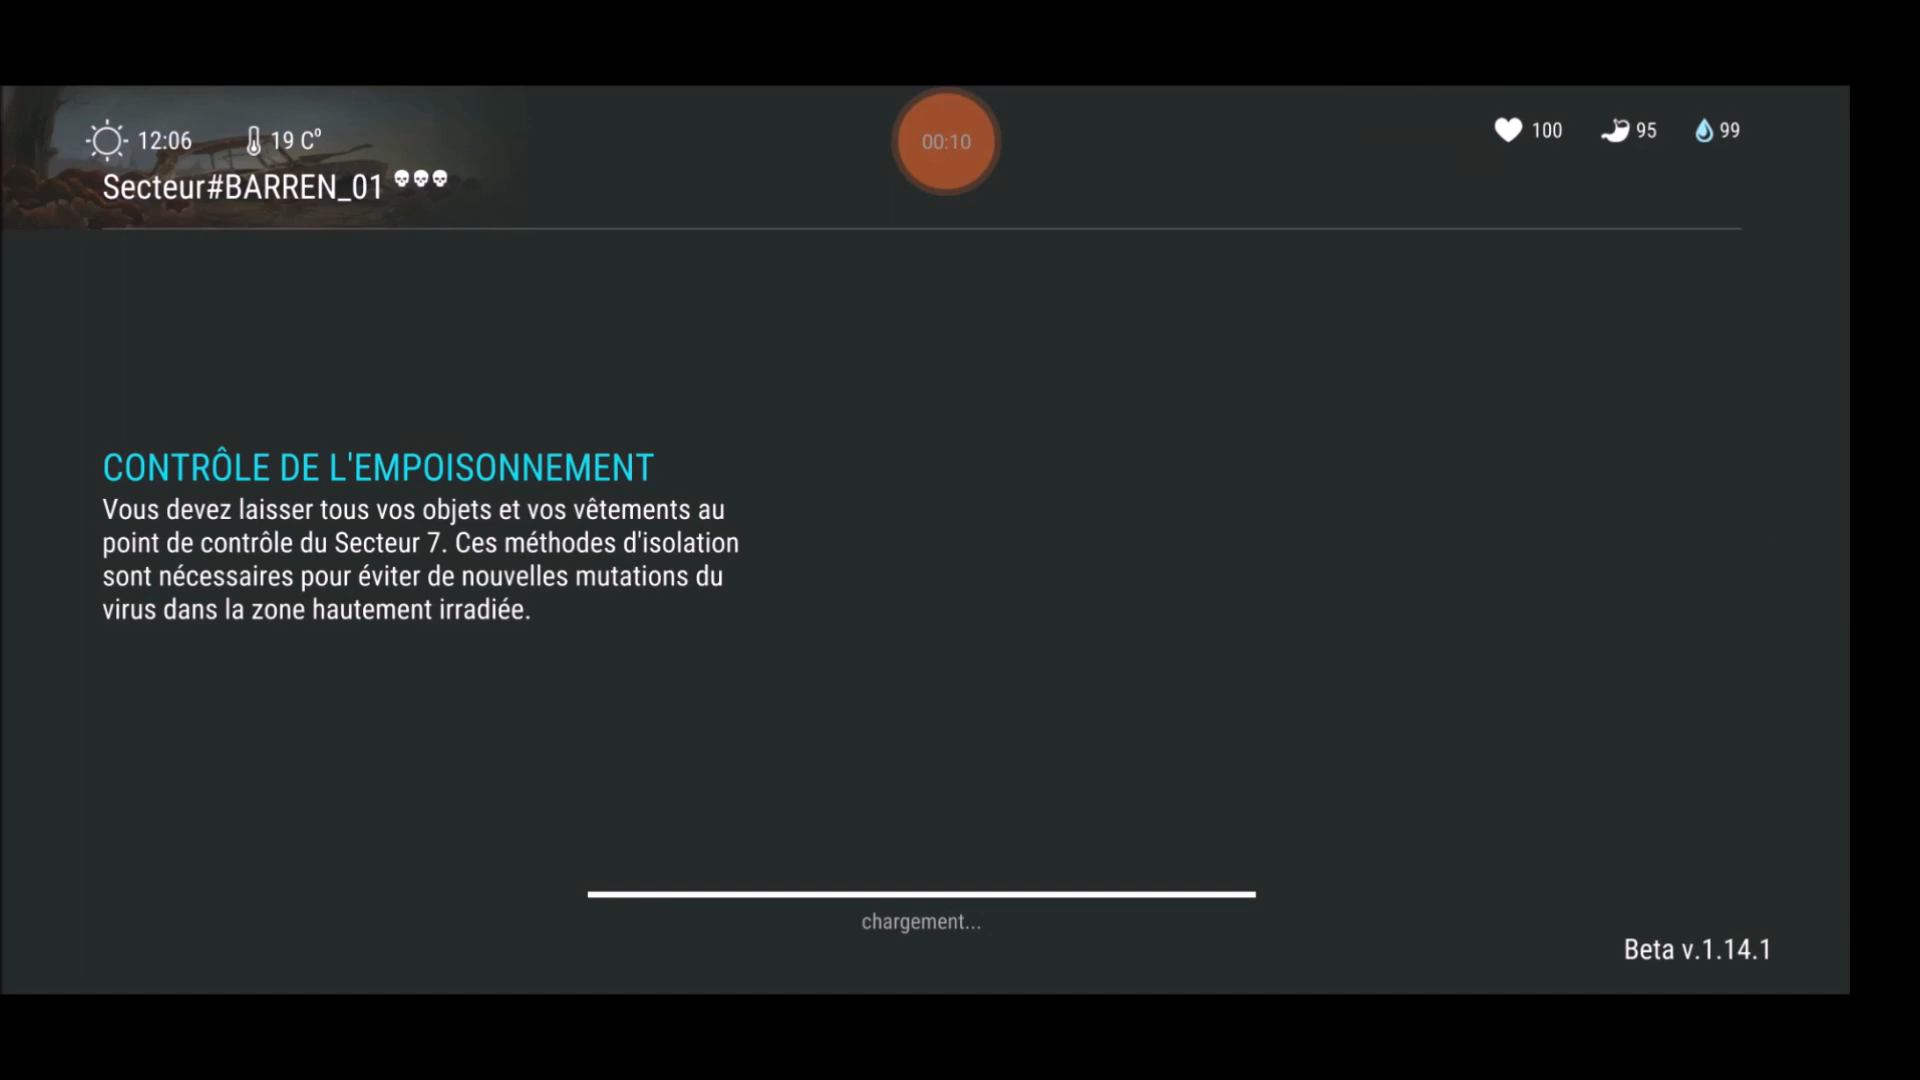 12:06 19 C⁰
00:10
100 95 99
Secteur#BARREN_01
CONTRÔLE DE L'EMPOISONNEMENT
Vous devez laisser tous vos objets et vos vêtements au
point de contrôle du Secteur 7. Ces méthodes d'isolation
sont nécessaires pour éviter de nouvelles mutations du
virus dans la zone hautement irradiée.
chargement...
Beta v.1.14.1